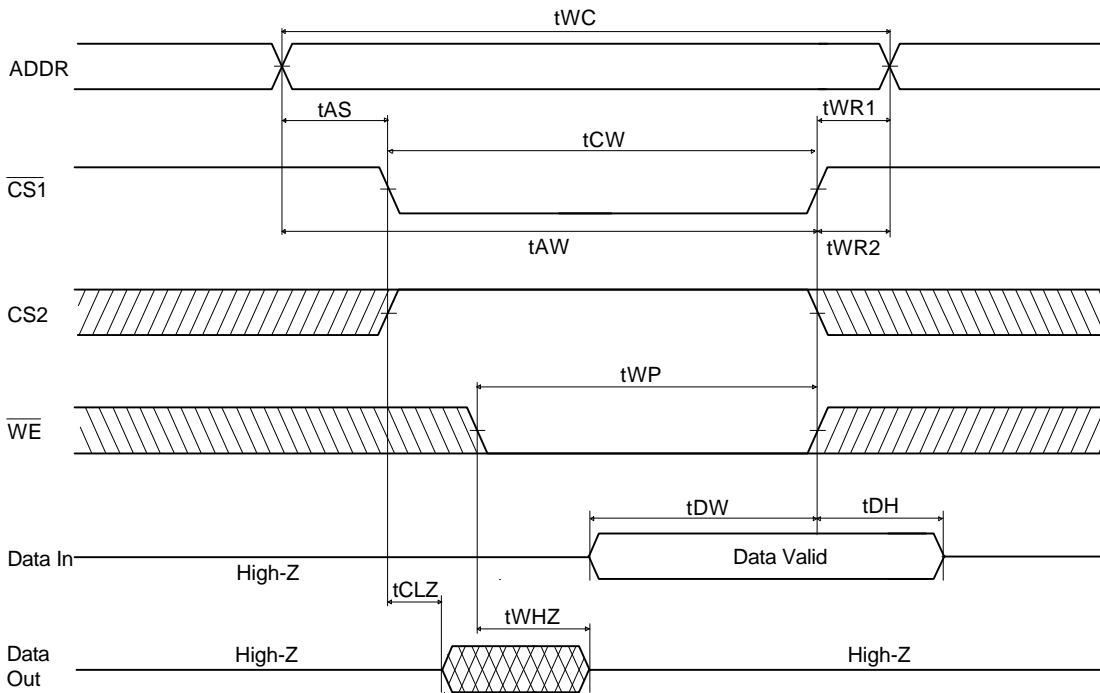 tWC
ADDR
tAS
tWR1
tCW
CS1
tAW
tWR2
CS2
tWP
WE
tDW
tDH
Data In
High-Z
Data Valid
tCLZ
tWHZ
Data
Out
High-Z
High-Z